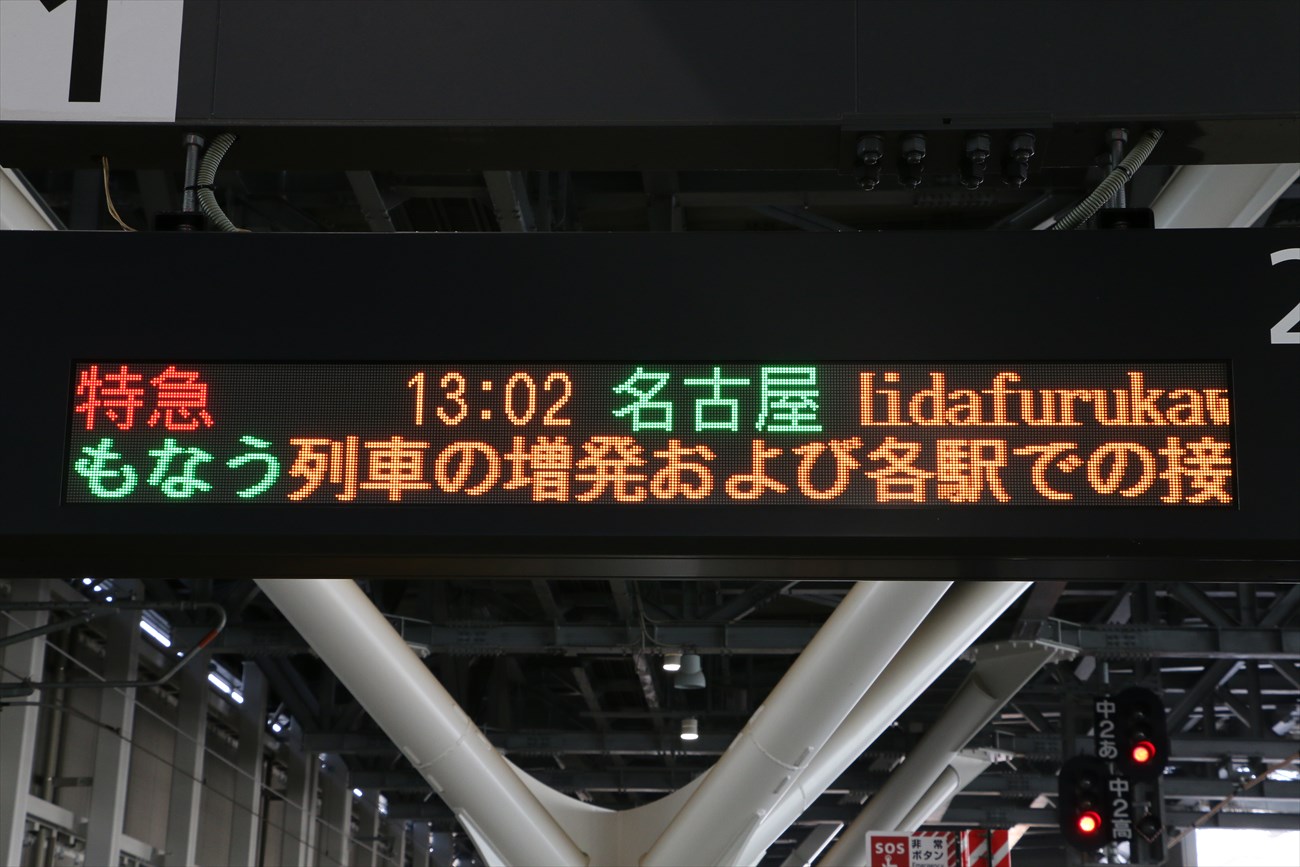 1
2
特急 13:02 名古屋 Iidafurukaw
もなう列車の増発および各駅での接
中2あ
中2高
SOS 非常ボタン